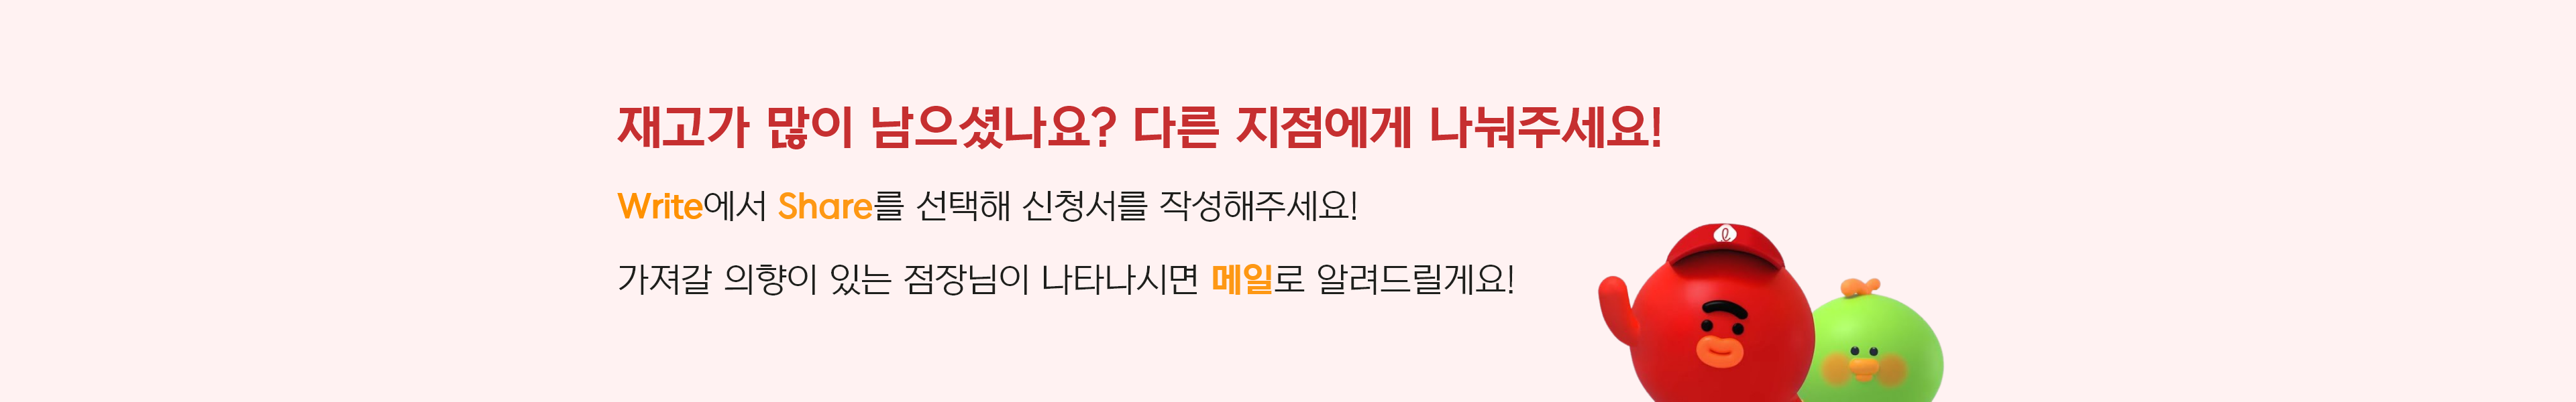 재고가 많이 남으셨나요? 다른 지점에게 나눠주세요!
Write에서 Share를 선택해 신청서를 작성해주세요!
가져갈 의향이 있는 점장님이 나타나시면 메일로 알려드릴게요!